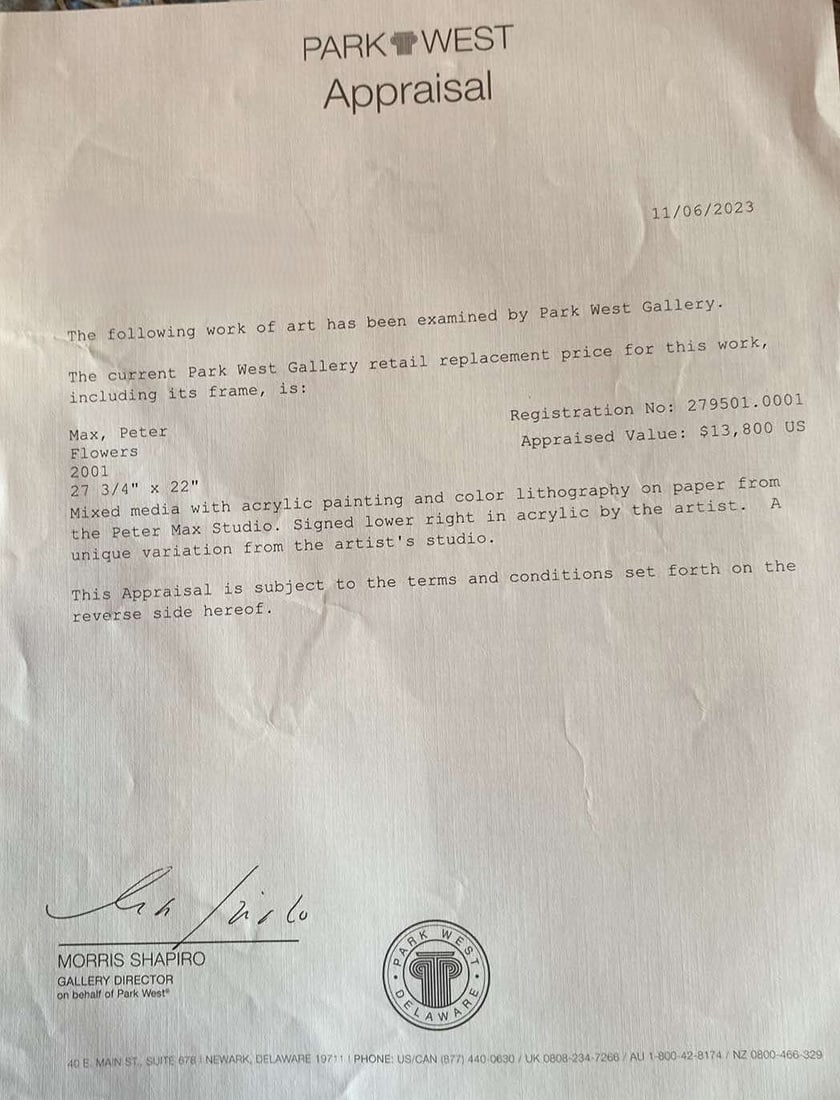 PARK WEST
Appraisal
11/06/2023
The following work of art has been examined by Park West Gallery.
The current Park West Gallery retail replacement price for this work,
including its frame, is:
Registration No: 279501.0001
Appraised Value: $13,800 US
Max, Peter
Flowers
2001
27 3/4" x 22"
Mixed media with acrylic painting and color lithography on paper from
the Peter Max Studio. Signed lower right in acrylic by the artist. A
unique variation from the artist's studio.
This Appraisal is subject to the terms and conditions set forth on the
reverse side hereof.
MORRIS SHAPIRO
GALLERY DIRECTOR
on behalf of Park West®
PARK WEST
DELAWARE
40 E. MAIN ST., SUITE 678 / NEWARK, DELAWARE 19711 / PHONE: US/CAN (877) 440-0630 / UK 0808-234-7266 / AU 1-800-42-8174 / NZ 0800-466-329